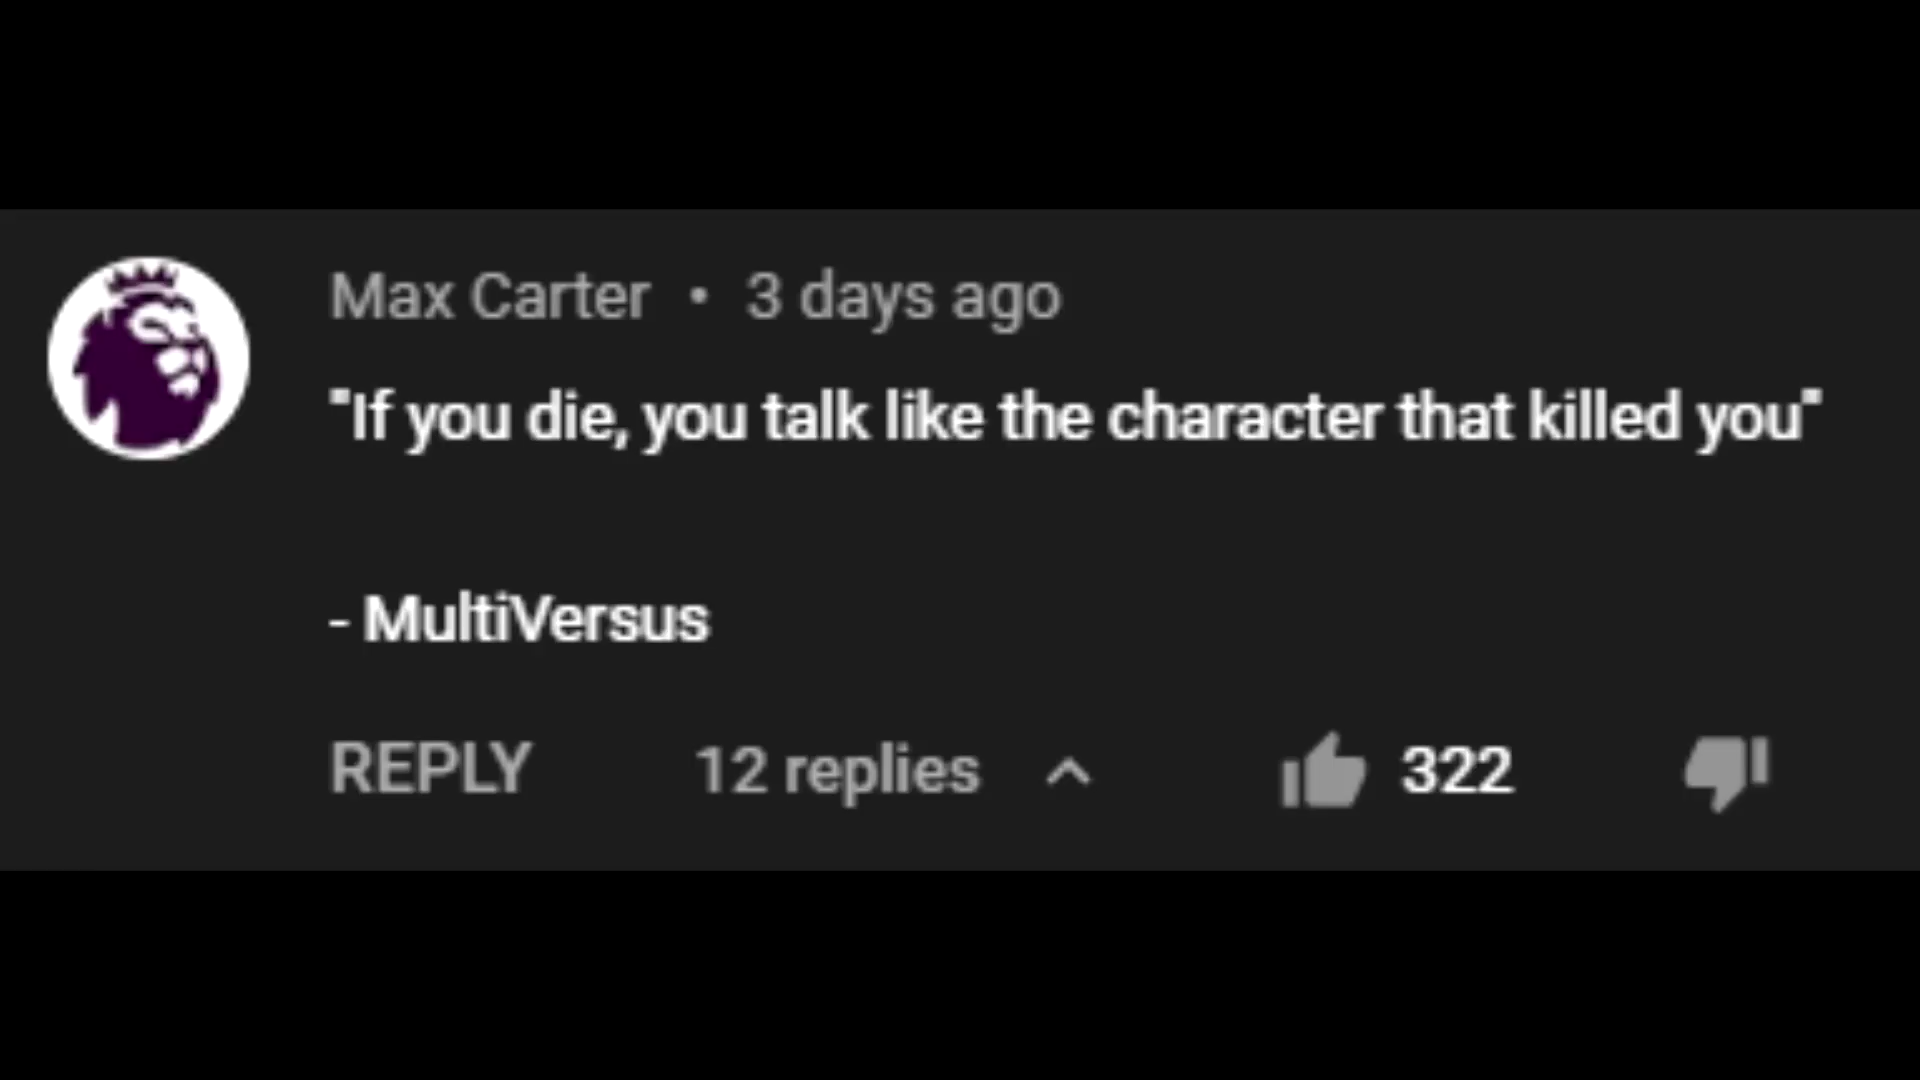 Max Carter • 3 days ago
"If you die, you talk like the character that killed you"
- MultiVersus
REPLY 12 replies 322